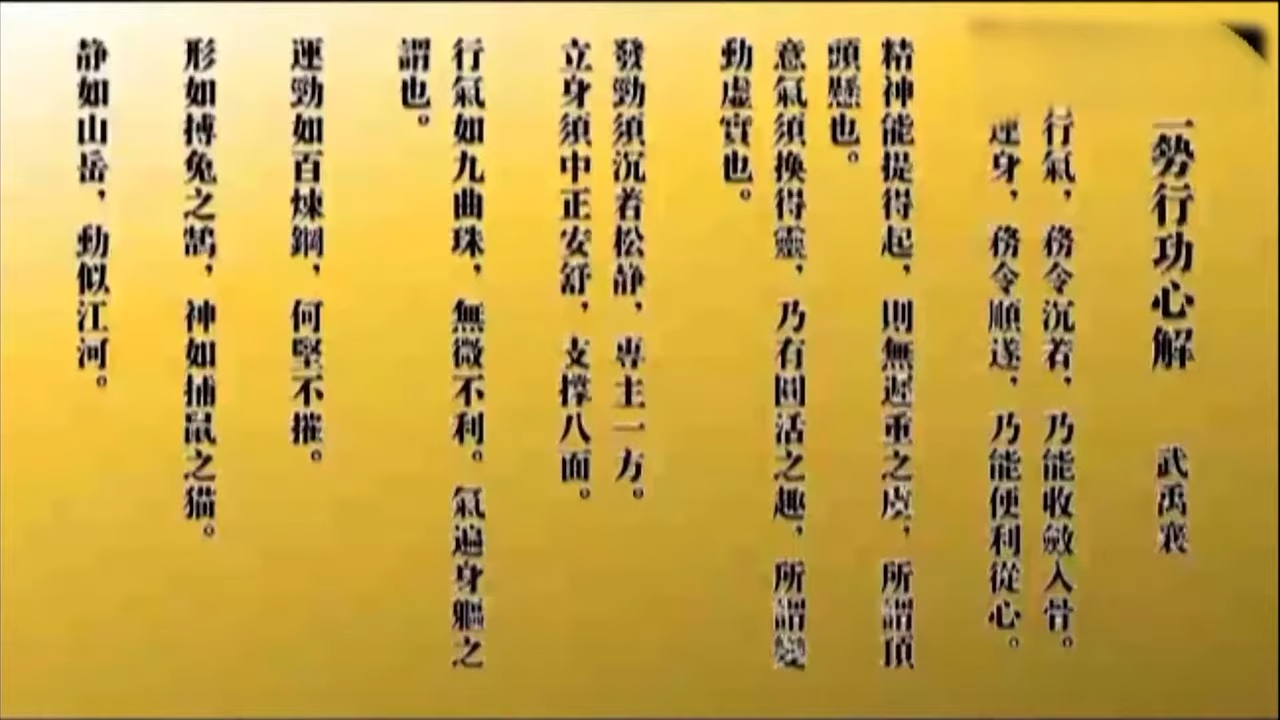 勢行功心解 武禹襄
行氣，務令沉着，乃能收斂入骨。
運身，務令順遂，乃能便利從心。
精神能提得起，則無遲重之虞，所謂頂
頭懸也。
意氣須換得靈，乃有圓活之趣，所謂變
動虛實也。
發勁須沉着松静，專主一方。
立身須中正安舒，支撐八面。
行氣如九曲珠，無微不利。氣遍身軀之
謂也。
運勁如百煉鋼，何堅不摧。
形如搏兔之鵠，神如捕鼠之猫。
静如山岳，動似江河。